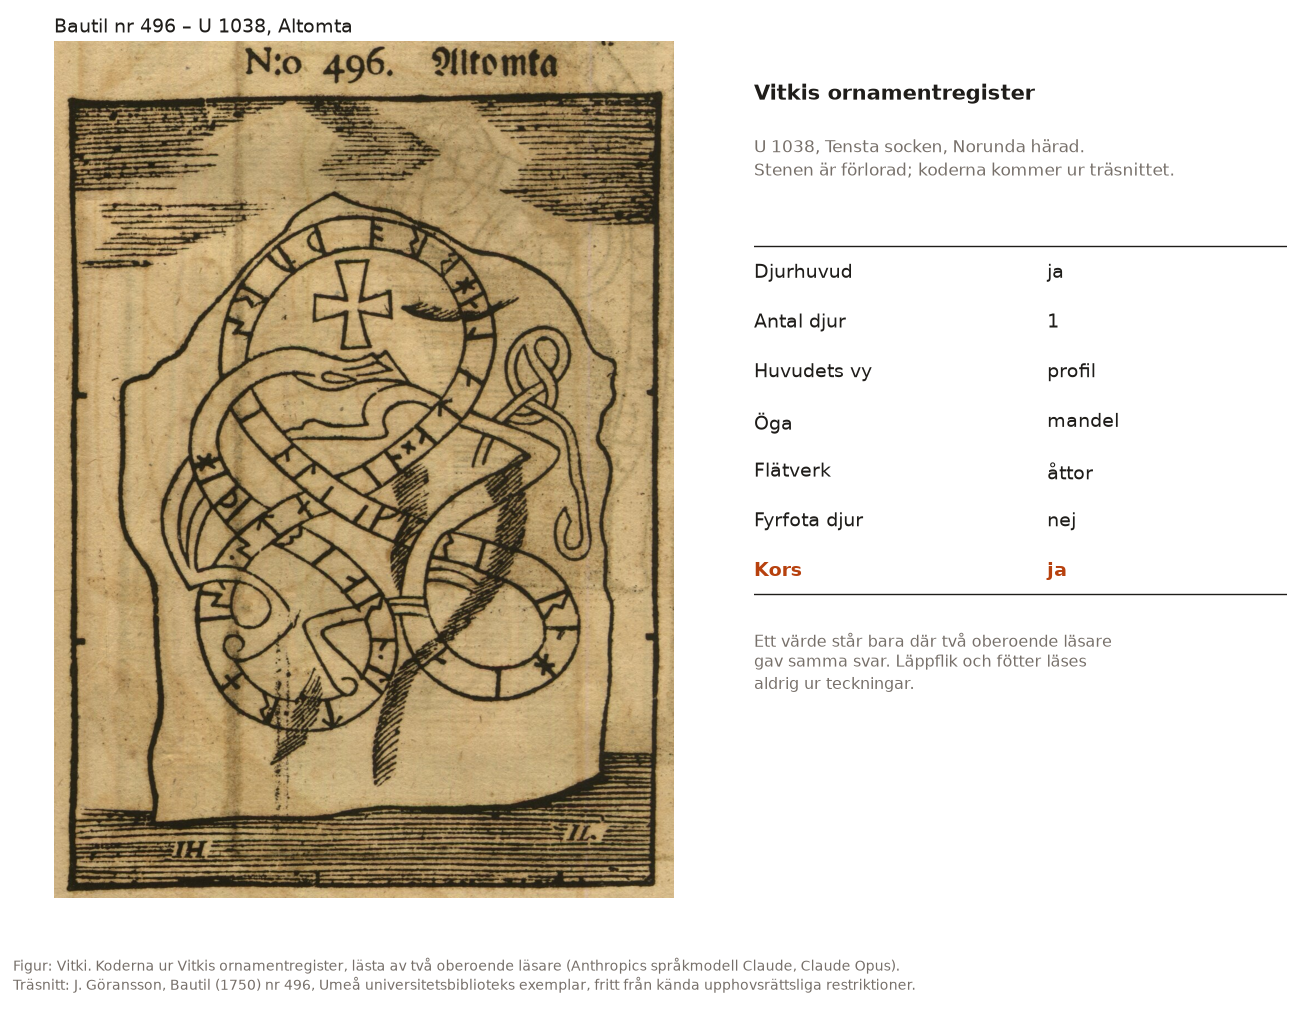 Bautil nr 496 – U 1038, Altomta
N:o 496. Altomta
IH
IL.
Vitkis ornamentregister
U 1038, Tensta socken, Norunda härad.
Stenen är förlorad; koderna kommer ur träsnittet.
Djurhuvud ja
Antal djur 1
Huvudets vy profil
Öga mandel
Flätverk åttor
Fyrfota djur nej
Kors ja
Ett värde står bara där två oberoende läsare
gav samma svar. Läppflik och fötter läses
aldrig ur teckningar.
Figur: Vitki. Koderna ur Vitkis ornamentregister, lästa av två oberoende läsare (Anthropics språkmodell Claude, Claude Opus).
Träsnitt: J. Göransson, Bautil (1750) nr 496, Umeå universitetsbiblioteks exemplar, fritt från kända upphovsrättsliga restriktioner.